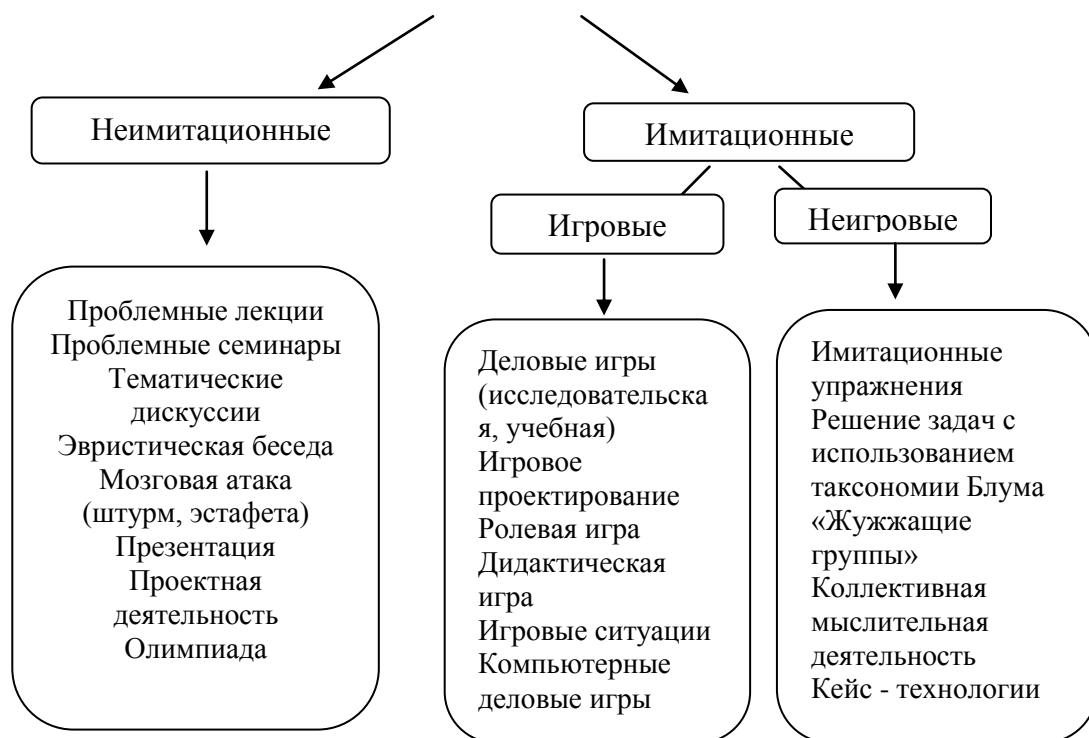 Неимитационные
Имитационные
Игровые
Неигровые
Проблемные лекции
Проблемные семинары
Тематические
дискуссии
Эвристическая беседа
Мозговая атака
(штурм, эстафета)
Презентация
Проектная
деятельность
Олимпиада
Деловые игры
(исследовательска
я, учебная)
Игровое
проектирование
Ролевая игра
Дидактическая
игра
Игровые ситуации
Компьютерные
деловые игры
Имитационные
упражнения
Решение задач с
использованием
таксономии Блума
«Жужжащие
группы»
Коллективная
мыслительная
деятельность
Кейс - технологии